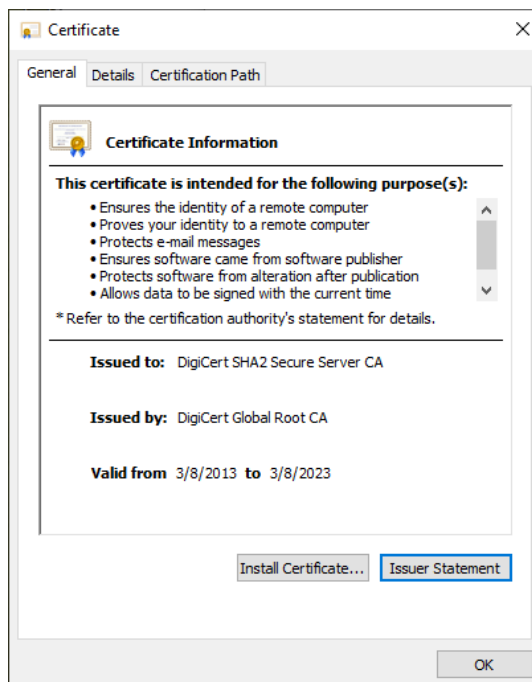 Certificate
General Details Certification Path
Certificate Information
This certificate is intended for the following purpose(s):
• Ensures the identity of a remote computer
• Proves your identity to a remote computer
• Protects e-mail messages
• Ensures software came from software publisher
• Protects software from alteration after publication
• Allows data to be signed with the current time
* Refer to the certification authority's statement for details.
Issued to: DigiCert SHA2 Secure Server CA
Issued by: DigiCert Global Root CA
Valid from 3/8/2013 to 3/8/2023
Install Certificate... Issuer Statement
OK